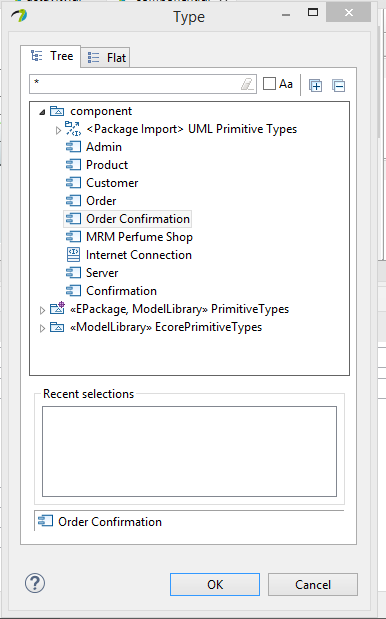 Type
Tree
Flat
*
Aa
component
<Package Import> UML Primitive Types
Admin
Product
Customer
Order
Order Confirmation
MRM Perfume Shop
Internet Connection
Server
Confirmation
«EPackage, ModelLibrary» PrimitiveTypes
«ModelLibrary» EcorePrimitiveTypes
Recent selections
Order Confirmation
?
OK
Cancel